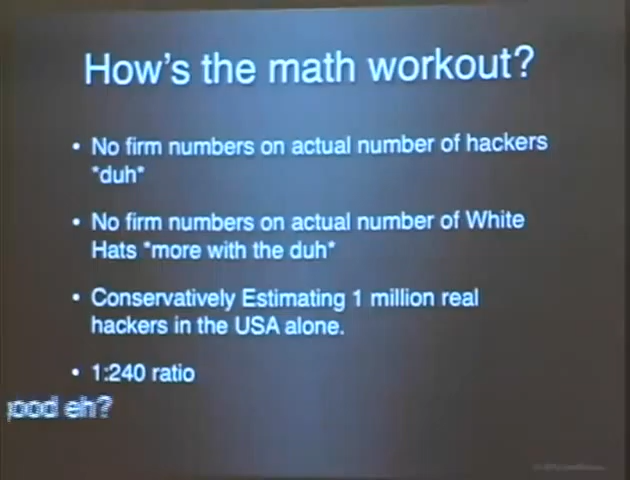 How's the math workout?
• No firm numbers on actual number of hackers
*duh*
• No firm numbers on actual number of White
Hats *more with the duh*
• Conservatively Estimating 1 million real
hackers in the USA alone.
• 1:240 ratio
eh?